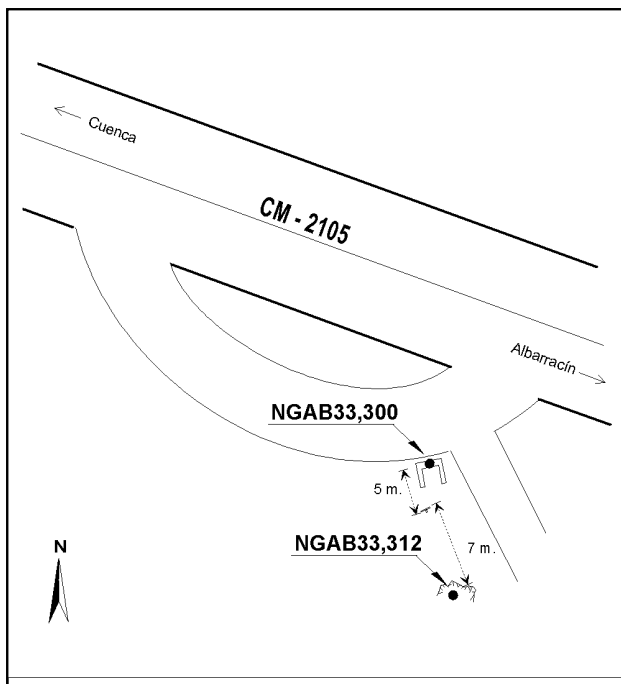 Cuenca
CM - 2105
Albarracín
NGAB33,300
5 m.
NGAB33,312
7 m.
N